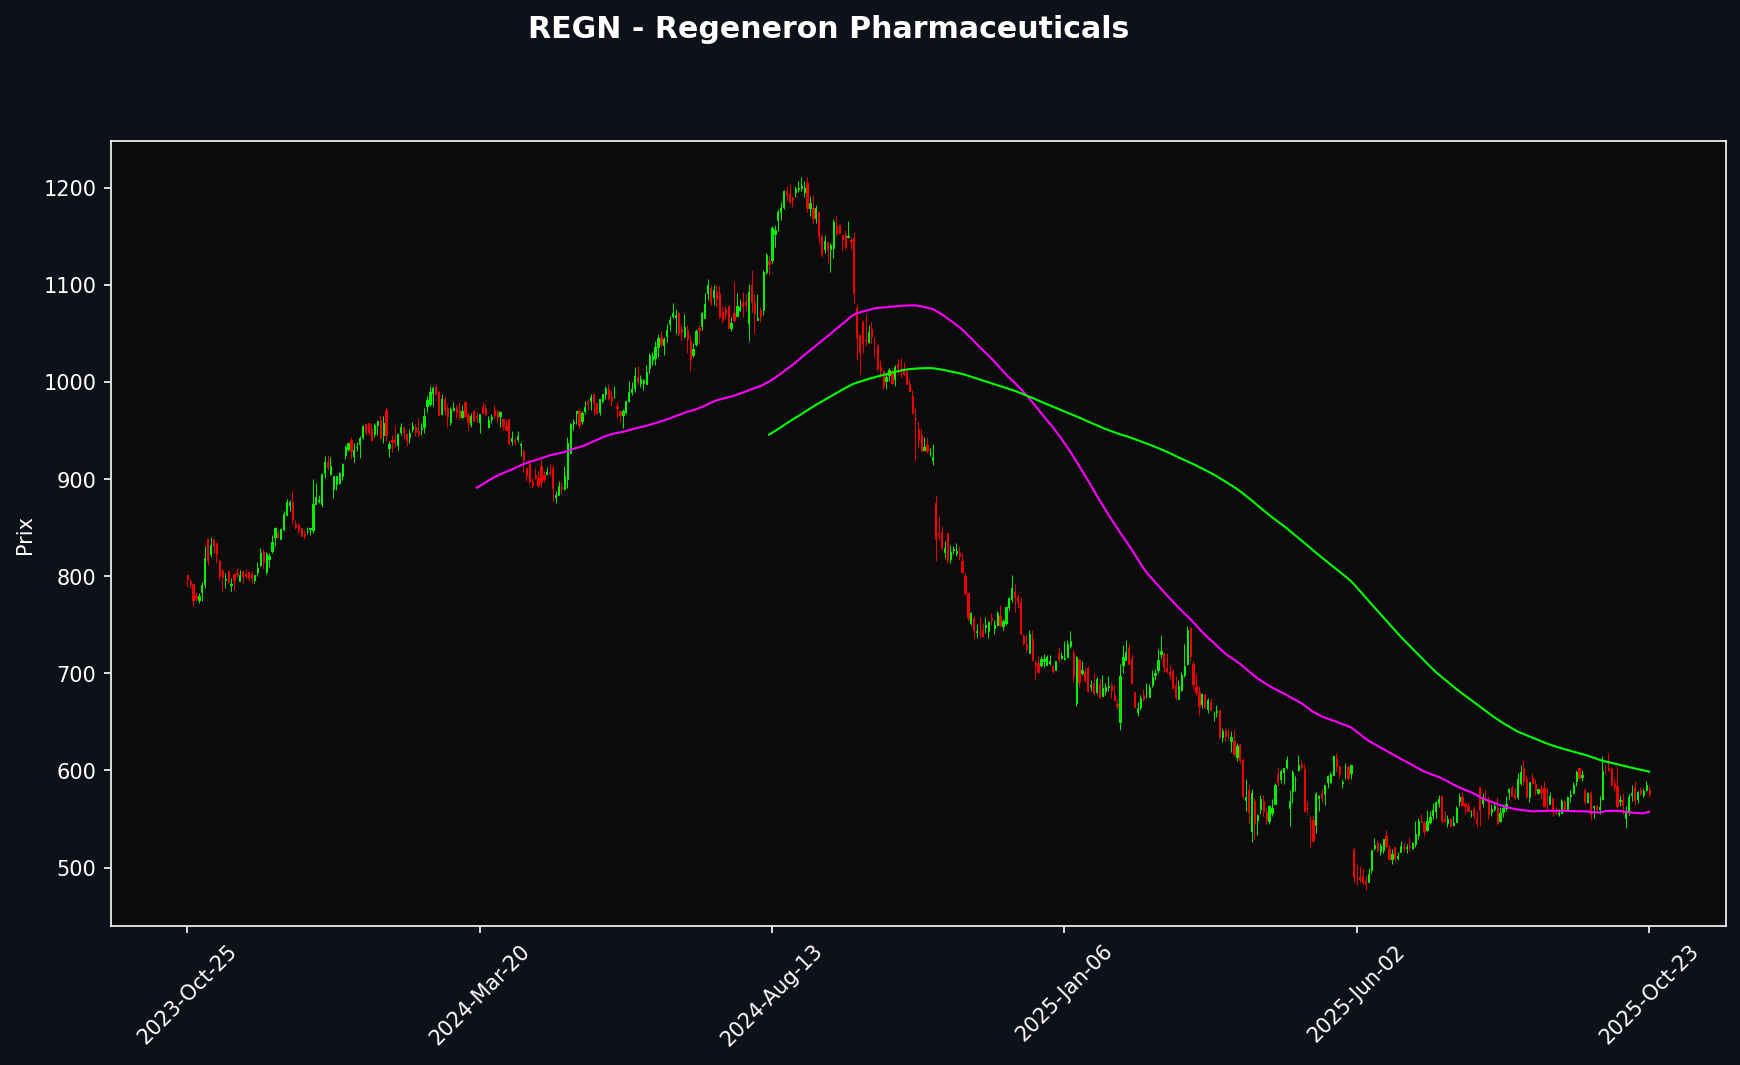 REGN - Regeneron Pharmaceuticals
Prix
1200
1100
1000
900
800
700
600
500
2023-Oct-25
2024-Mar-20
2024-Aug-13
2025-Jan-06
2025-Jun-02
2025-Oct-23